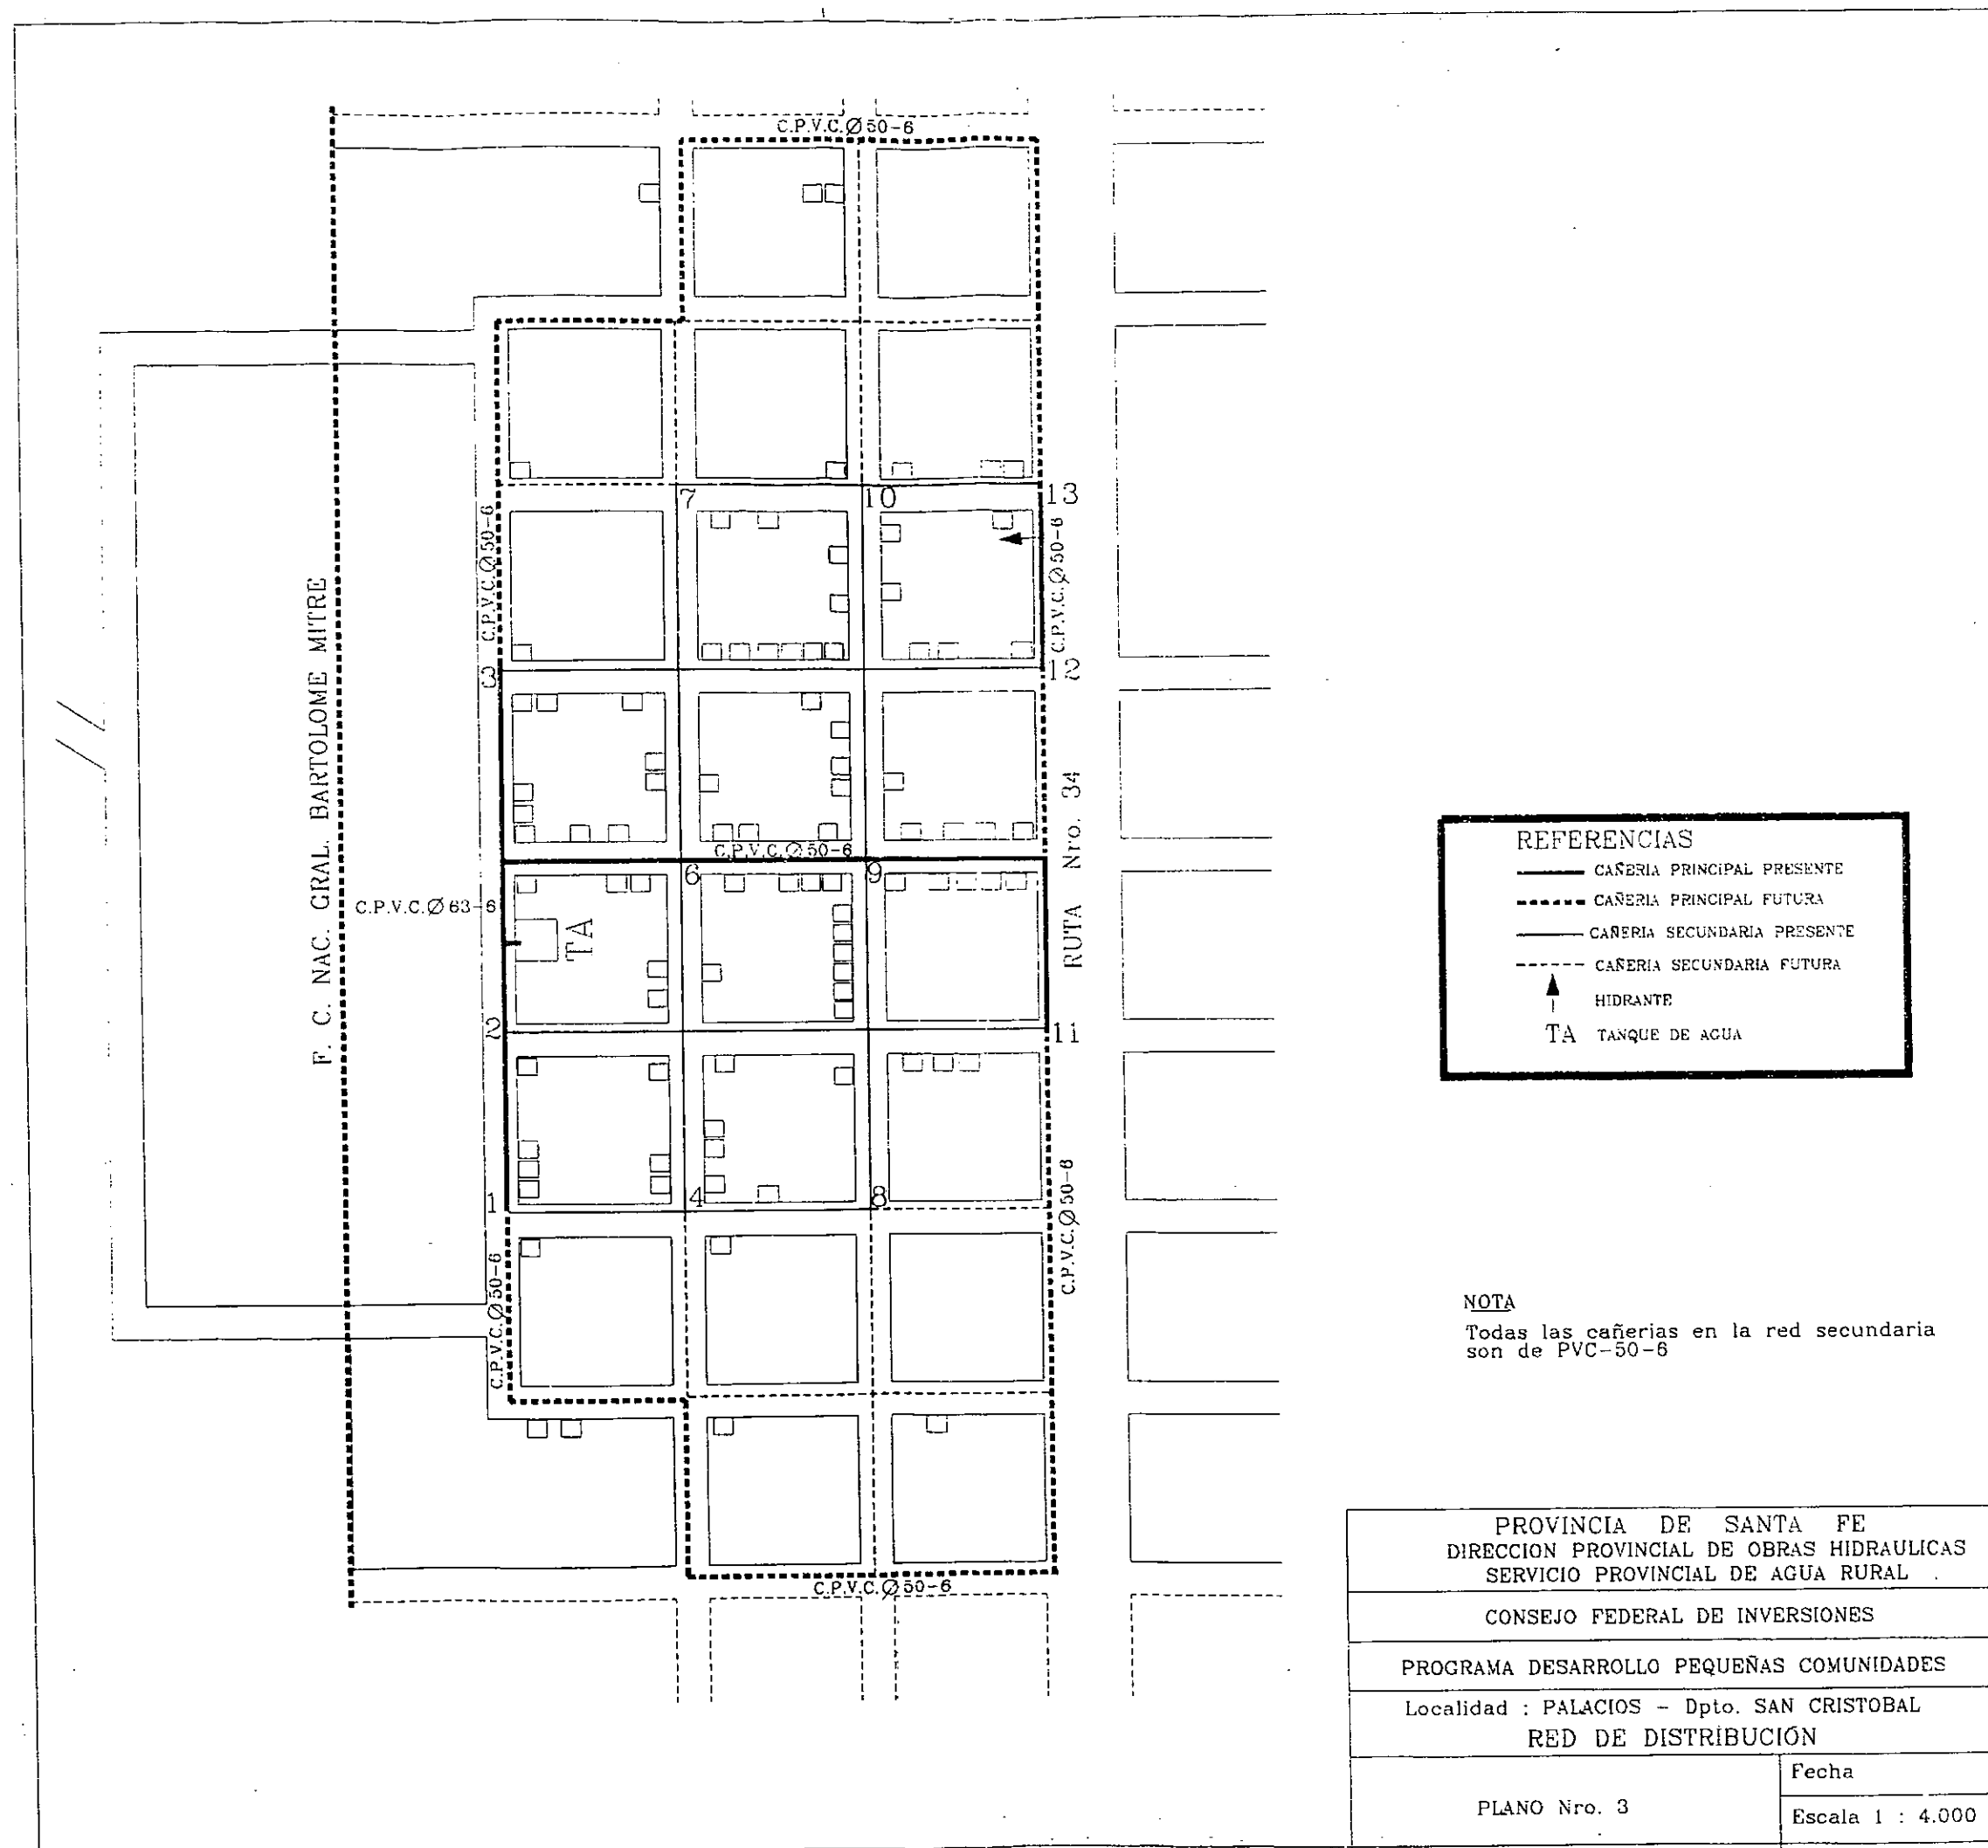 C.P.V.C.Ø50-6
7
10
13
C.P.V.C.Ø50-6
C.P.V.C.Ø50-6
F. C. NAC. GRAL. BARTOLOME MITRE
3
12
RUTA Nro. 34
C.P.V.C.Ø50-6
6
9
C.P.V.C.Ø63-6
TA
2
11
1
4
8
C.P.V.C.Ø50-6
C.P.V.C.Ø50-6
C.P.V.C.Ø50-6
REFERENCIAS
CAÑERIA PRINCIPAL PRESENTE
CAÑERIA PRINCIPAL FUTURA
CAÑERIA SECUNDARIA PRESENTE
CAÑERIA SECUNDARIA FUTURA
HIDRANTE
TA TANQUE DE AGUA
NOTA
Todas las cañerias en la red secundaria
son de PVC-50-6
PROVINCIA DE SANTA FE
DIRECCION PROVINCIAL DE OBRAS HIDRAULICAS
SERVICIO PROVINCIAL DE AGUA RURAL
CONSEJO FEDERAL DE INVERSIONES
PROGRAMA DESARROLLO PEQUEÑAS COMUNIDADES
Localidad : PALACIOS - Dpto. SAN CRISTOBAL
RED DE DISTRIBUCIÓN
PLANO Nro. 3
Fecha
Escala 1 : 4.000